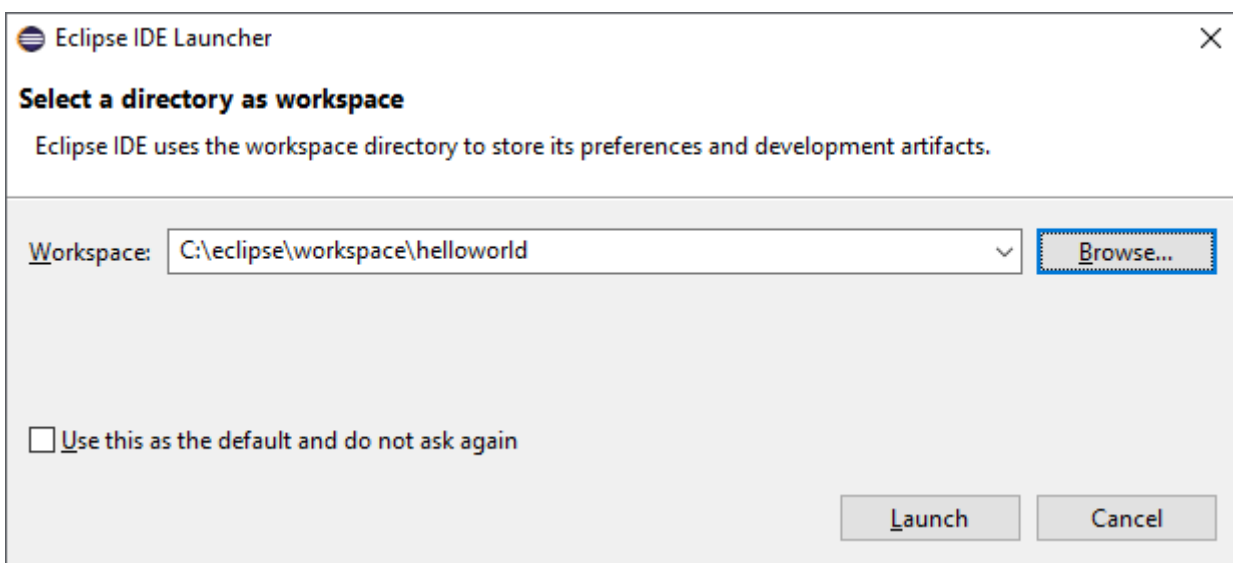 Eclipse IDE Launcher
Select a directory as workspace
Eclipse IDE uses the workspace directory to store its preferences and development artifacts.
Workspace: C:\eclipse\workspace\helloworld Browse...
Use this as the default and do not ask again
Launch Cancel